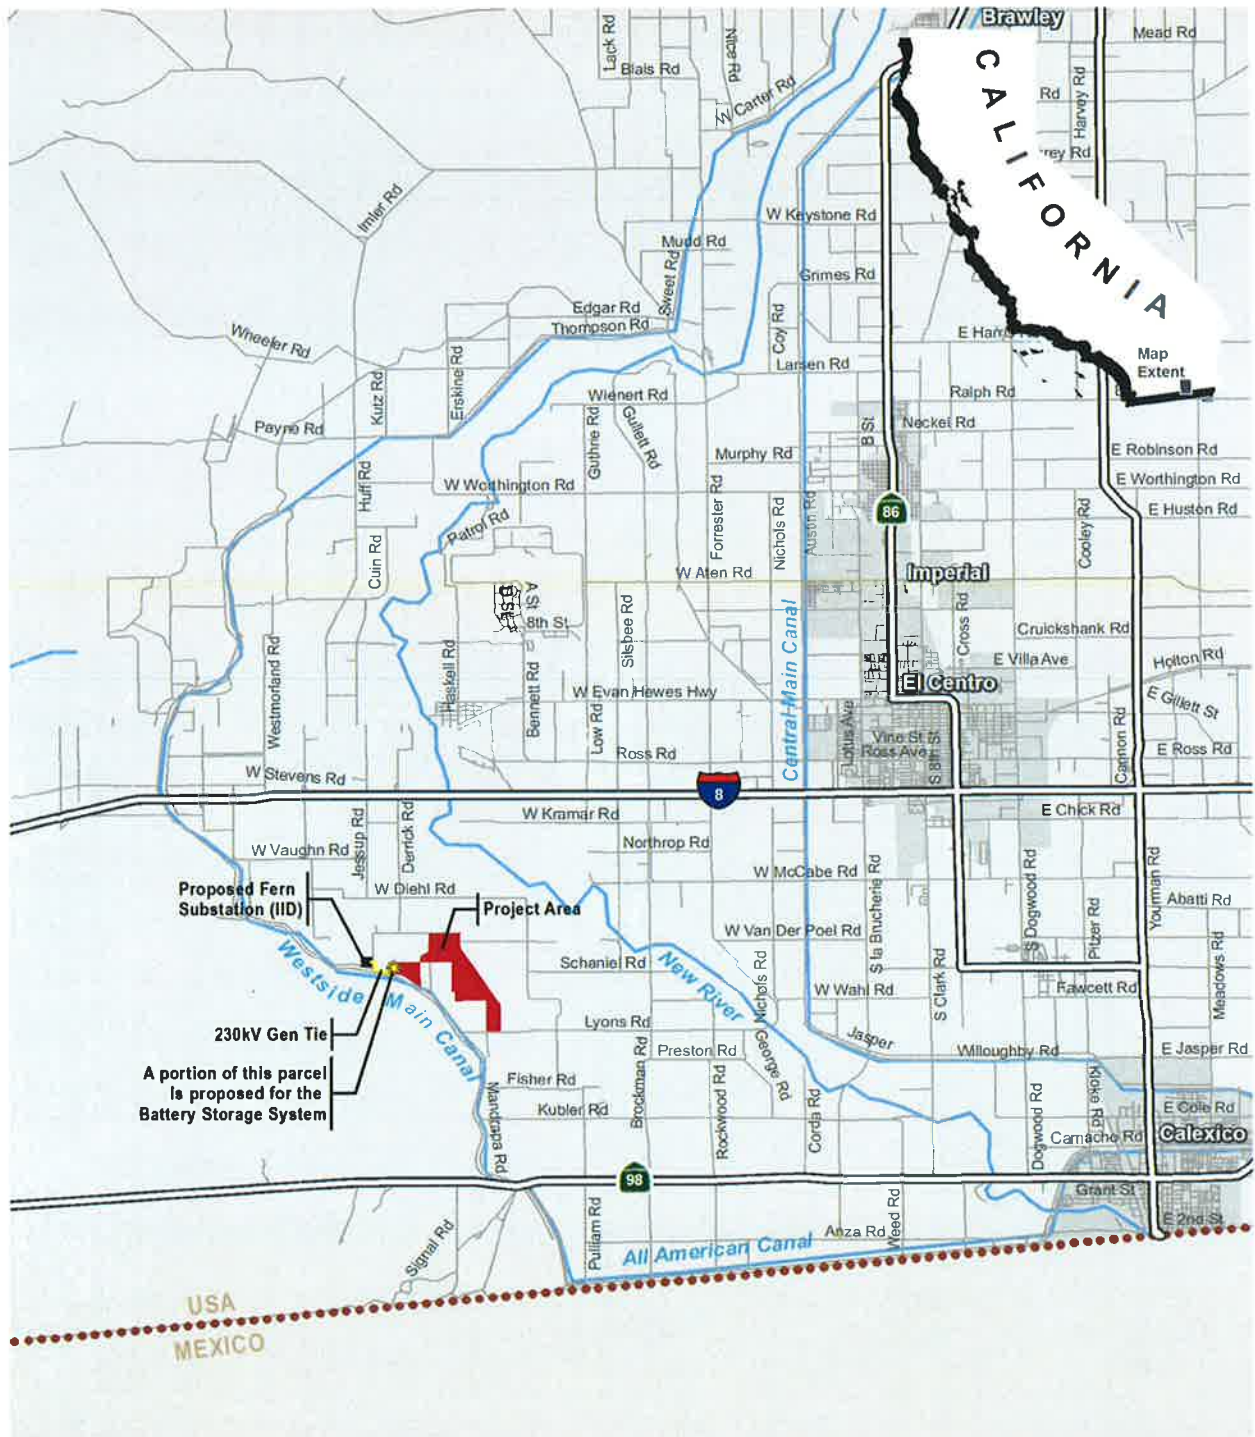 Brawley
Mead Rd
Lack Rd
Nice Rd
Blais Rd
W Carter Rd
Harvey Rd
Rd
rrey Rd
CALIFORNIA
Imler Rd
W Keystone Rd
Mudd Rd
Sweet Rd
Grimes Rd
Edgar Rd
Thompson Rd
Coy Rd
Wheeler Rd
Erskine Rd
Kutz Rd
Larsen Rd
Map
Extent
Wienert Rd
Ralph Rd
Payne Rd
Guthrie Rd
Gullett Rd
B St
Neckel Rd
Murphy Rd
E Robinson Rd
Huff Rd
W Worthington Rd
E Worthington Rd
Forrester Rd
Nichols Rd
Austin Rd
86
Cooley Rd
E Huston Rd
Patrol Rd
Cuin Rd
W Aten Rd
Imperial
A St
B St
8th St
Silsbee Rd
Cross Rd
Cruickshank Rd
Westmorland Rd
Haskell Rd
Bennett Rd
Central Main Canal
E Villa Ave
Holton Rd
W Evan Hewes Hwy
El Centro
E Gillett St
Low Rd
Lotus Ave
Vine St
Ross Ave
S 8th St
Cannon Rd
Ross Rd
E Ross Rd
W Stevens Rd
8
W Kramar Rd
E Chick Rd
Jessup Rd
Derrick Rd
Northrop Rd
W Vaughn Rd
W McCabe Rd
S la Brucherie Rd
S Dogwood Rd
Yourman Rd
Proposed Fern
Substation (IID)
W Diehl Rd
Project Area
Abatti Rd
Pitzer Rd
W Van Der Poel Rd
Westside Main Canal
Schaniel Rd
New River
Nichols Rd
S Clark Rd
Meadows Rd
W Wahl Rd
Fawcett Rd
230kV Gen Tie
Lyons Rd
Jasper
Preston Rd
George Rd
Willoughby Rd
E Jasper Rd
A portion of this parcel
is proposed for the
Battery Storage System
Fisher Rd
Kubler Rd
Mandrapa Rd
Brockman Rd
Rockwood Rd
Corda Rd
Dogwood Rd
Kloke Rd
E Cole Rd
Camacho Rd
Calexico
98
Grant St
E 2nd St
Pulliam Rd
Weed Rd
Anza Rd
Signal Rd
All American Canal
USA
MEXICO